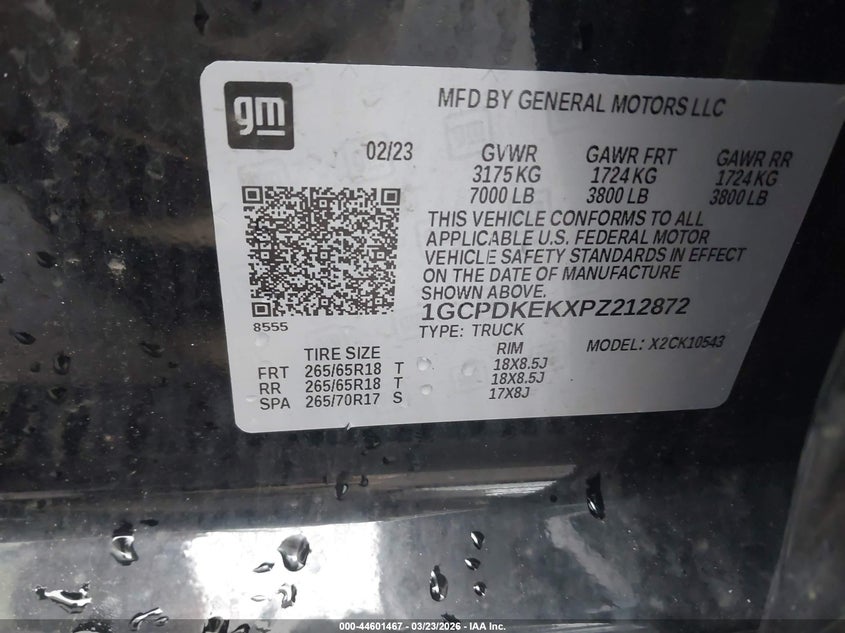 gm
MFD BY GENERAL MOTORS LLC
02/23
GVWR GAWR FRT GAWR RR
3175 KG 1724 KG 1724 KG
7000 LB 3800 LB 3800 LB
THIS VEHICLE CONFORMS TO ALL
APPLICABLE U.S. FEDERAL MOTOR
VEHICLE SAFETY STANDARDS IN EFFECT
ON THE DATE OF MANUFACTURE
SHOWN ABOVE.
8555
1GCPDKEKXPZ212872
TYPE: TRUCK
MODEL: X2CK10543
TIRE SIZE RIM
FRT 265/65R18 T 18X8.5J
RR 265/65R18 T 18X8.5J
SPA 265/70R17 S 17X8J
000-44601467 - 03/23/2026 - IAA Inc.